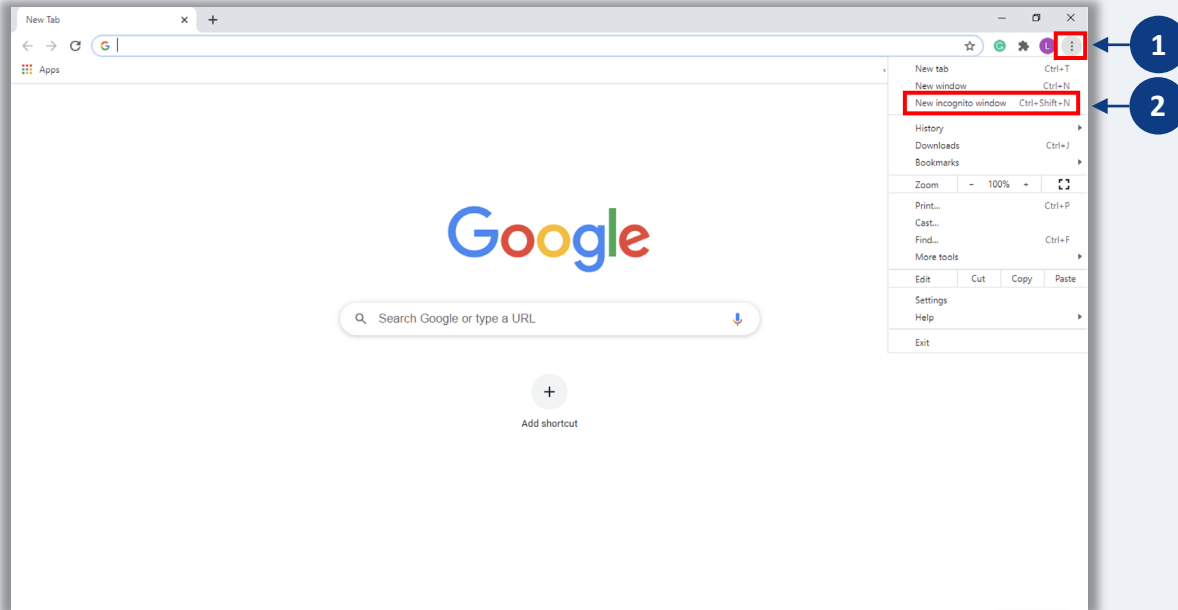 New Tab
G
L
1
Apps
New tab Ctrl+T
New window Ctrl+N
New incognito window Ctrl+Shift+N
2
History
Downloads Ctrl+J
Bookmarks
Zoom - 100% +
Print... Ctrl+P
Cast...
Find... Ctrl+F
More tools
Edit Cut Copy Paste
Settings
Help
Exit
Google
Search Google or type a URL
Add shortcut